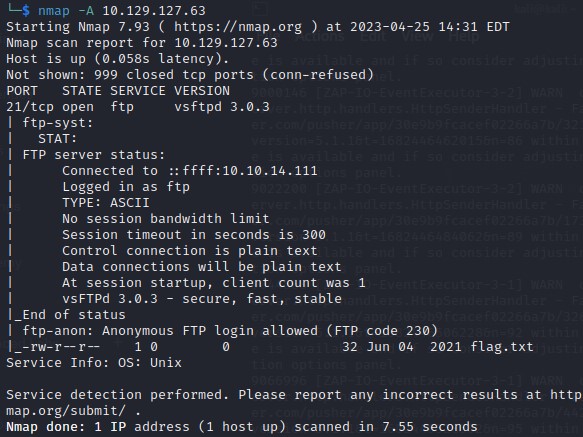 └─$ nmap -A 10.129.127.63
Starting Nmap 7.93 ( https://nmap.org ) at 2023-04-25 14:31 EDT
Nmap scan report for 10.129.127.63
Host is up (0.058s latency).
Not shown: 999 closed tcp ports (conn-refused)
PORT   STATE SERVICE VERSION
21/tcp open  ftp     vsftpd 3.0.3
| ftp-syst:
|   STAT:
| FTP server status:
|      Connected to ::ffff:10.10.14.111
|      Logged in as ftp
|      TYPE: ASCII
|      No session bandwidth limit
|      Session timeout in seconds is 300
|      Control connection is plain text
|      Data connections will be plain text
|      At session startup, client count was 1
|      vsFTPd 3.0.3 - secure, fast, stable
|_End of status
| ftp-anon: Anonymous FTP login allowed (FTP code 230)
|_-rw-r--r--    1 0        0              32 Jun 04  2021 flag.txt
Service Info: OS: Unix

Service detection performed. Please report any incorrect results at http
map.org/submit/ .
Nmap done: 1 IP address (1 host up) scanned in 7.55 seconds